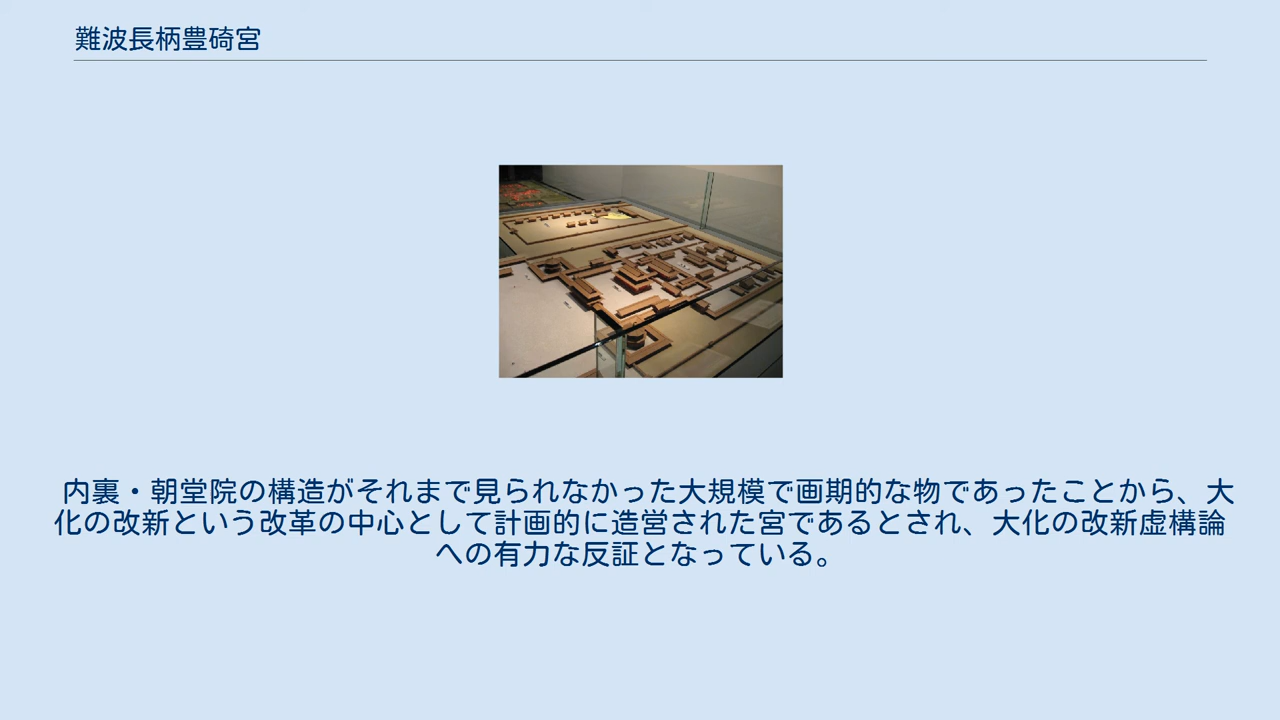 難波長柄豊碕宮
内裏・朝堂院の構造がそれまで見られなかった大規模で画期的な物であったことから、大
化の改新という改革の中心として計画的に造営された宮であるとされ、大化の改新虚構論
への有力な反証となっている。